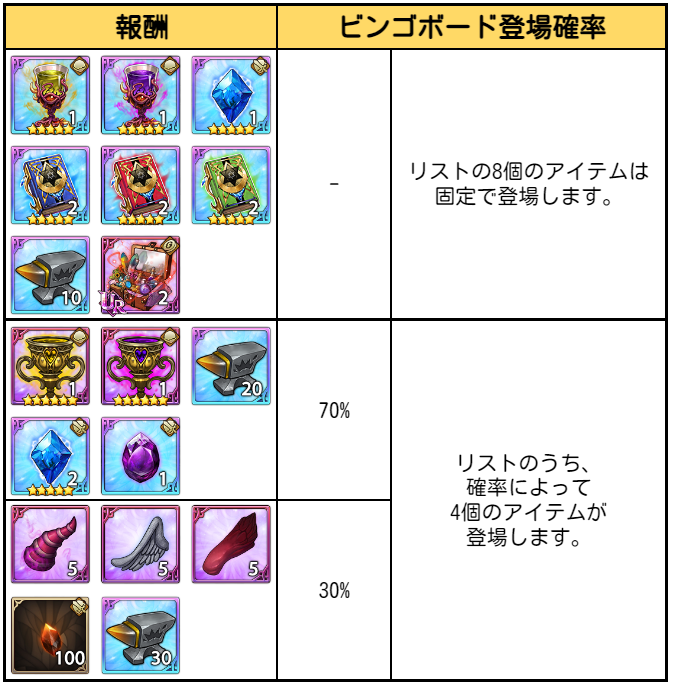 報酬 ビンゴボード登場確率
1 1 1
2 2 2
10 UR 2
-
リストの8個のアイテムは
固定で登場します。
1 1 20
2 1
70%
5 5 5
100 30
30%
リストのうち、
確率によって
4個のアイテムが
登場します。